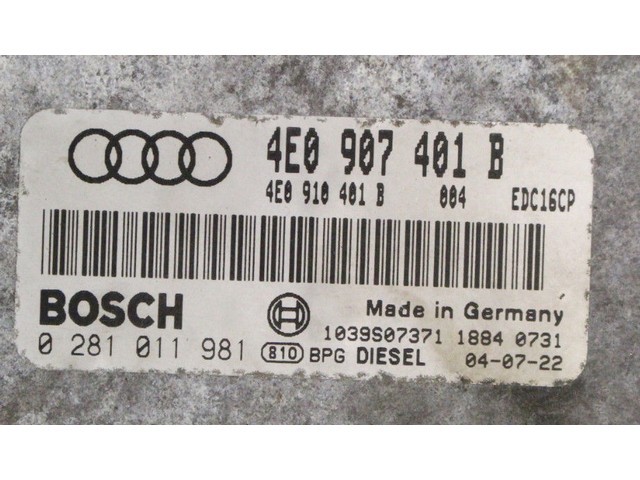 4E0 907 401 B
4E0 910 401 B 004 EDC16CP
BOSCH
Made in Germany
1039S07371 1884 0731
0 281 011 981 810 BPG DIESEL 04-07-22